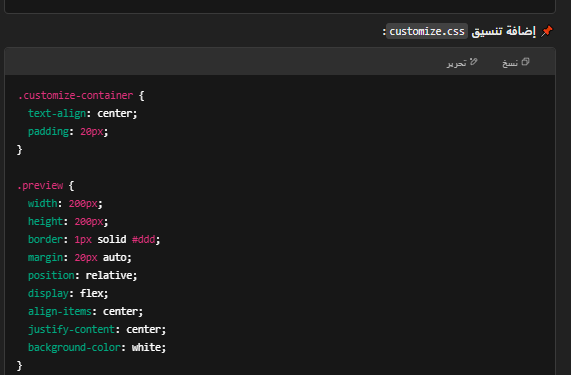 📌 إضافة تنسيق customize.css:
نسخ تحرير
.customize-container {
  text-align: center;
  padding: 20px;
}

.preview {
  width: 200px;
  height: 200px;
  border: 1px solid #ddd;
  margin: 20px auto;
  position: relative;
  display: flex;
  align-items: center;
  justify-content: center;
  background-color: white;
}